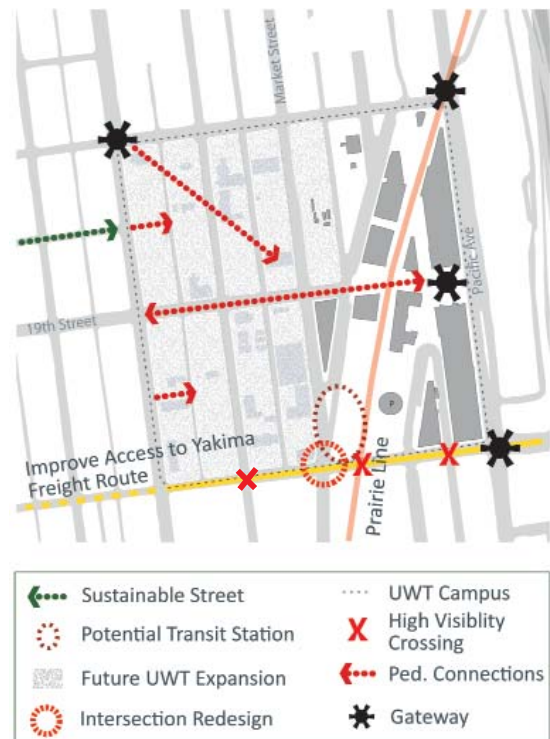 Market Street
Pacific Ave
19th Street
P
Improve Access to Yakima
Freight Route
Prairie Line
Sustainable Street
UWT Campus
Potential Transit Station
High Visiblity
Crossing
Future UWT Expansion
Ped. Connections
Intersection Redesign
Gateway